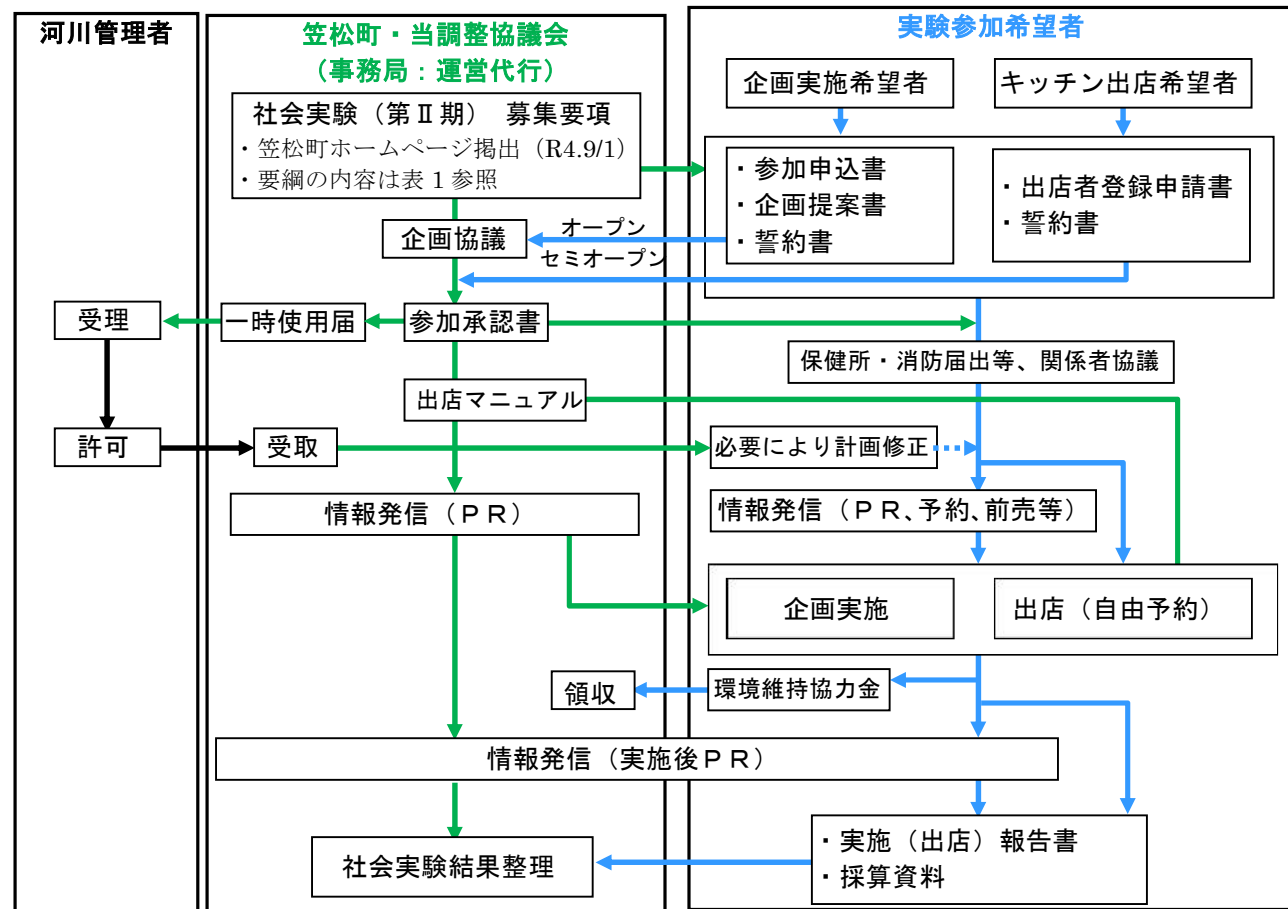 河川管理者
笠松町・当調整協議会
（事務局：運営代行）
実験参加希望者
社会実験（第Ⅱ期）　募集要項
・笠松町ホームページ掲出（R4.9/1）
・要綱の内容は表 1 参照
企画実施希望者
キッチン出店希望者
・参加申込書
・企画提案書
・誓約書
・出店者登録申請書
・誓約書
企画協議
オープン
セミオープン
受理
一時使用届
参加承認書
保健所・消防届出等、関係者協議
出店マニュアル
許可
受取
必要により計画修正
情報発信（ＰＲ）
情報発信（ＰＲ、予約、前売等）
企画実施
出店（自由予約）
領収
環境維持協力金
情報発信（実施後ＰＲ）
社会実験結果整理
・実施（出店）報告書
・採算資料